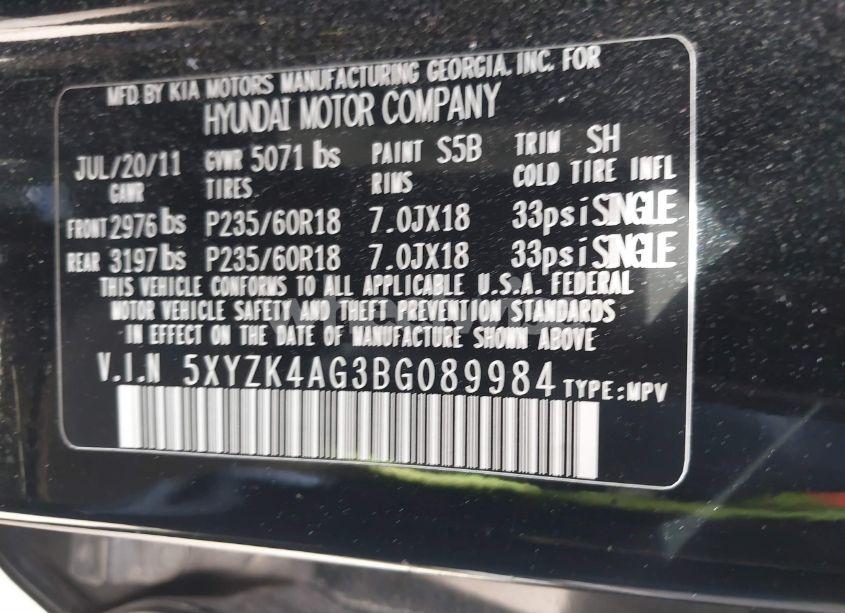 MFD. BY KIA MOTORS MANUFACTURING GEORGIA. INC. FOR
HYUNDAI MOTOR COMPANY
JUL/20/11 GVWR 5071 lbs PAINT S5B TRIM SH
GAWR TIRES RIMS COLD TIRE INFL
FRONT 2976 lbs P235/60R18 7.0JX18 33psi SINGLE
REAR 3197 lbs P235/60R18 7.0JX18 33psi SINGLE
THIS VEHICLE CONFORMS TO ALL APPLICABLE U.S.A. FEDERAL
MOTOR VEHICLE SAFETY AND THEFT PREVENTION STANDARDS
IN EFFECT ON THE DATE OF MANUFACTURE SHOWN ABOVE
V.I.N 5XYZK4AG3BG089984 TYPE:MPV